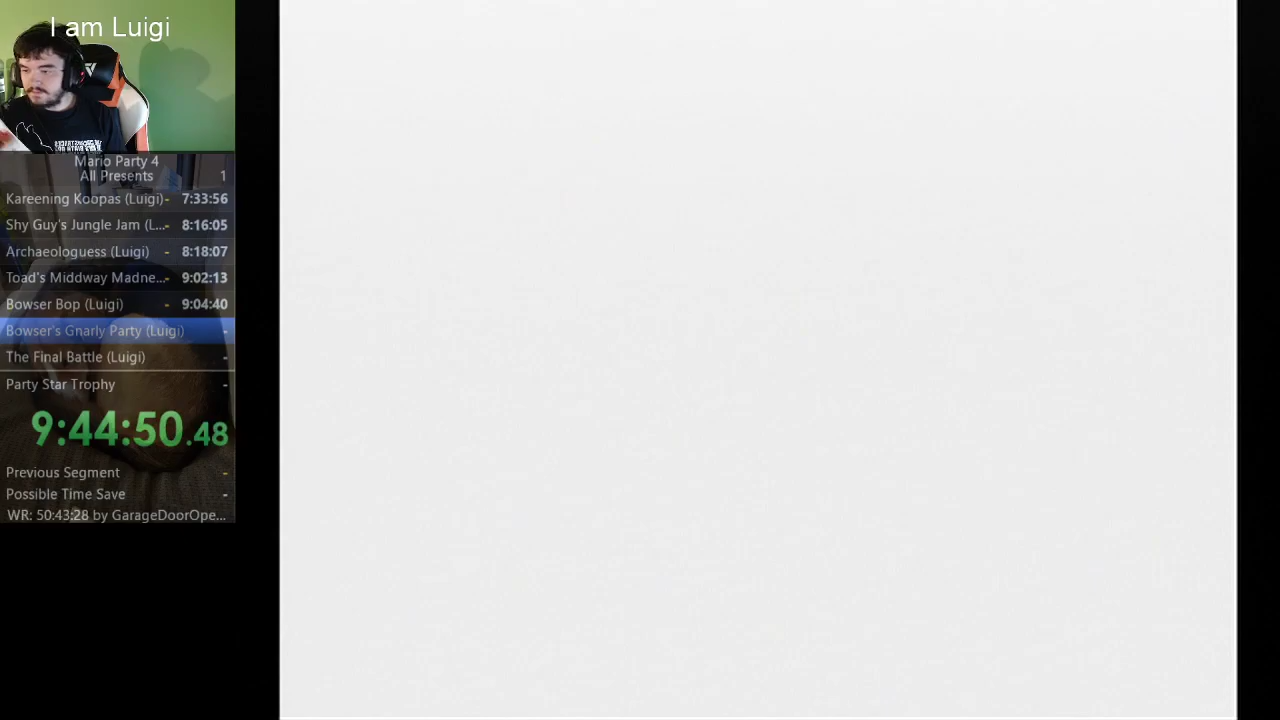 I am Luigi
Mario Party 4
All Presents 1
Kareening Koopas (Luigi) - 7:33:56
Shy Guy's Jungle Jam (L... - 8:16:05
Archaeologuess (Luigi) - 8:18:07
Toad's Middway Madne... - 9:02:13
Bowser Bop (Luigi) - 9:04:40
Bowser's Gnarly Party (Luigi) -
The Final Battle (Luigi) -
Party Star Trophy -
9:44:50.48
Previous Segment -
Possible Time Save -
WR: 50:43:28 by GarageDoorOpe...